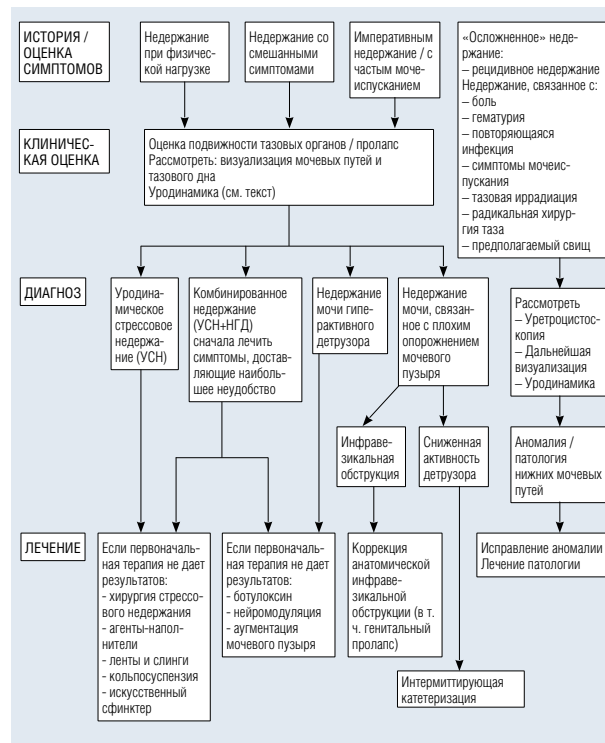 ИСТОРИЯ /
ОЦЕНКА
СИМПТОМОВ
Недержание
при физичес-
кой нагрузке
Недержание со
смешанными
симптомами
Императивным
недержание / с
частым моче-
испусканием
«Осложненное» неде-
ржание:
– рецидивное недержание
Недержание, связанное с:
– боль
– гематурия
– повторяющаяся
инфекция
– симптомы мочеис-
пускания
– тазовая иррадиация
– радикальная хирур-
гия таза
– предполагаемый свищ
КЛИНИЧЕС-
КАЯ ОЦЕНКА
Оценка подвижности тазовых органов / пролапс
Рассмотреть: визуализация мочевых путей и
тазового дна
Уродинамика (см. текст)
ДИАГНОЗ
Уродина-
мическое
стрессовое
недержа-
ние (УСН)
Комбинированное
недержание
(УСН+НГД)
сначала лечить
симптомы, достав-
ляющие наиболь-
шее неудобство
Недержание
мочи гипе-
рактивного
детрузора
Недержание
мочи, связан-
ное с плохим
опорожнением
мочевого
пузыря
Рассмотреть
– Уретроцистос-
копия
– Дальнейшая
визуализация
– Уродинамика
Инфраве-
зикальная
обструкция
Сниженная
активность
детрузора
Аномалия /
патология
нижних мочевых
путей
ЛЕЧЕНИЕ
Если первоначаль-
ная терапия не дает
результатов:
- хирургия стрессо-
вого недержания
- агенты-напол-
нители
- ленты и слинги
- кольпосуспензия
- искусственный
сфинктер
Если первоначаль-
ная терапия не дает
результатов:
- ботулоксин
- нейромодуляция
- аугментация
мочевого пузыря
Коррекция
анатомической
инфраве-
зикальной
обструкции (в т.
ч. генитальный
пролапс)
Исправление аномалии
Лечение патологии
Интермиттирующая
катетеризация